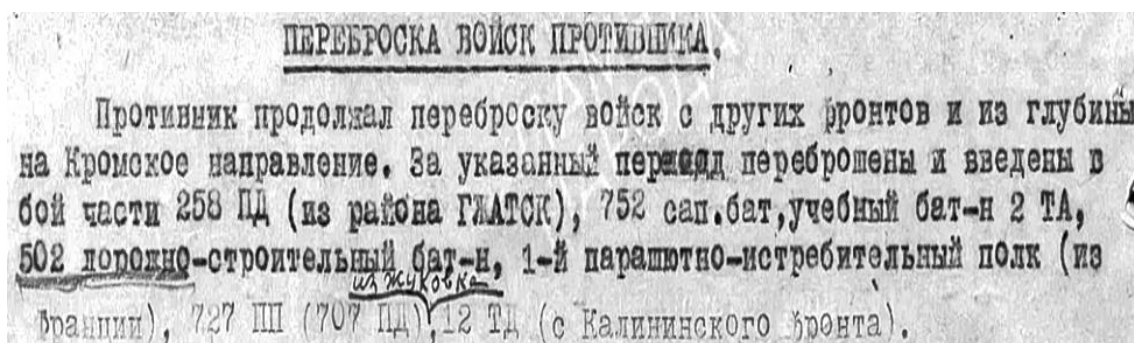 ПЕРЕБРОСКА ВОЙСК ПРОТИВНИКА.
Противник продолжал переброску войск с других фронтов и из глубины
на Кромское направление. За указанный период переброшены и введены в
бой части 258 ПД (из района ГЖАТСК), 752 сап.бат,учебный бат-н 2 ТА,
502 дорожно-строительный бат-н, 1-й парашютно-истребительный полк (из
из Жуковка
Франции), 727 ПП (707 ПД), 12 ТД (с Калининского фронта).